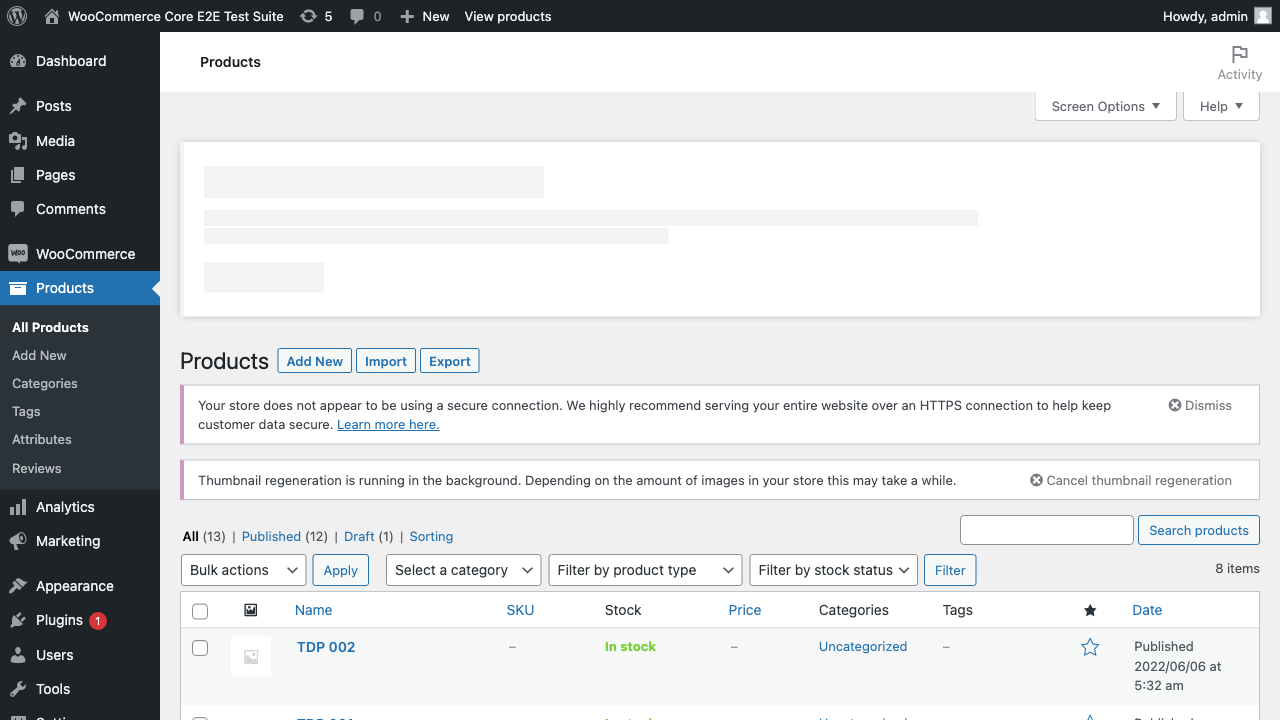 WooCommerce Core E2E Test Suite 5 0 New View products Howdy, admin
Dashboard
Posts
Media
Pages
Comments
WooCommerce
Products
All Products
Add New
Categories
Tags
Attributes
Reviews
Analytics
Marketing
Appearance
Plugins 1
Users
Tools
Products
Activity
Screen Options
Help
Products Add New Import Export
Your store does not appear to be using a secure connection. We highly recommend serving your entire website over an HTTPS connection to help keep
customer data secure. Learn more here.
Dismiss
Thumbnail regeneration is running in the background. Depending on the amount of images in your store this may take a while.
Cancel thumbnail regeneration
All (13) | Published (12) | Draft (1) | Sorting
Search products
Bulk actions Apply Select a category Filter by product type Filter by stock status Filter
8 items
Name SKU Stock Price Categories Tags Date
TDP 002 – In stock – Uncategorized – Published
2022/06/06 at
5:32 am